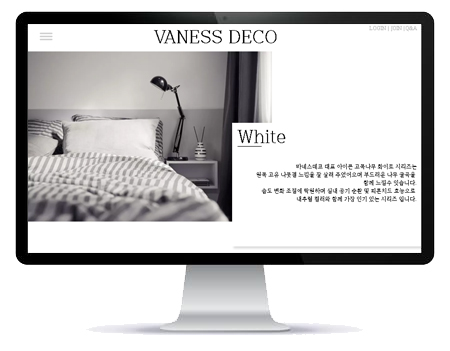 VANESS DECO
LOGIN | JOIN | Q&A
White
바네스데코 대표 아이콘 고목나무 화이트 시리즈는
원목 고유 나뭇결 느낌을 잘 살려 주었으며 부드러운 나무 굴곡을
함께 느낄수 있습니다.
습도 변화 조절에 탁월하며 실내 공기 순환 및 피톤치드 효능으로
내추럴 컬러와 함께 가장 인기 있는 시리즈 입니다.